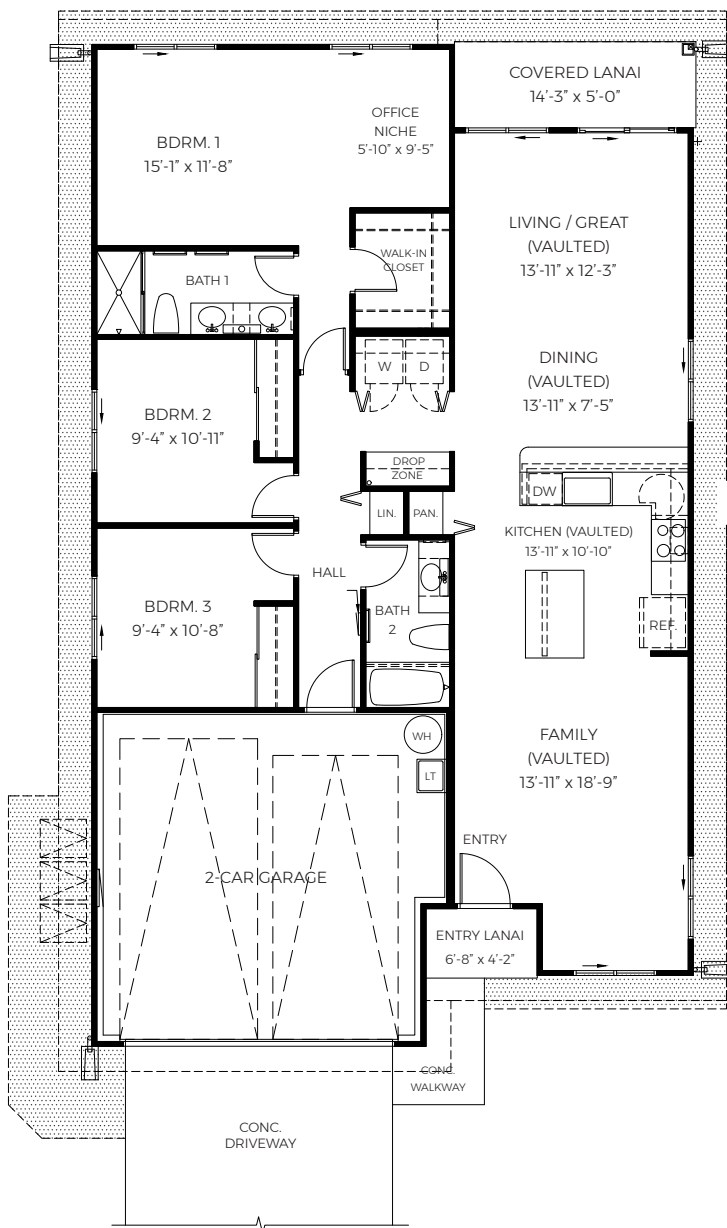 COVERED LANAI
14'-3" x 5'-0"
OFFICE
NICHE
5'-10" x 9'-5"
BDRM. 1
15'-1" x 11'-8"
LIVING / GREAT
(VAULTED)
13'-11" x 12'-3"
WALK-IN
CLOSET
BATH 1
W
D
DINING
(VAULTED)
13'-11" x 7'-5"
BDRM. 2
9'-4" x 10'-11"
DROP
ZONE
DW
LIN.
PAN.
KITCHEN (VAULTED)
13'-11" x 10'-10"
HALL
BDRM. 3
9'-4" x 10'-8"
BATH
2
REF.
FAMILY
(VAULTED)
13'-11" x 18'-9"
WH
LT
ENTRY
2-CAR GARAGE
ENTRY LANAI
6'-8" x 4'-2"
CONC.
WALKWAY
CONC.
DRIVEWAY